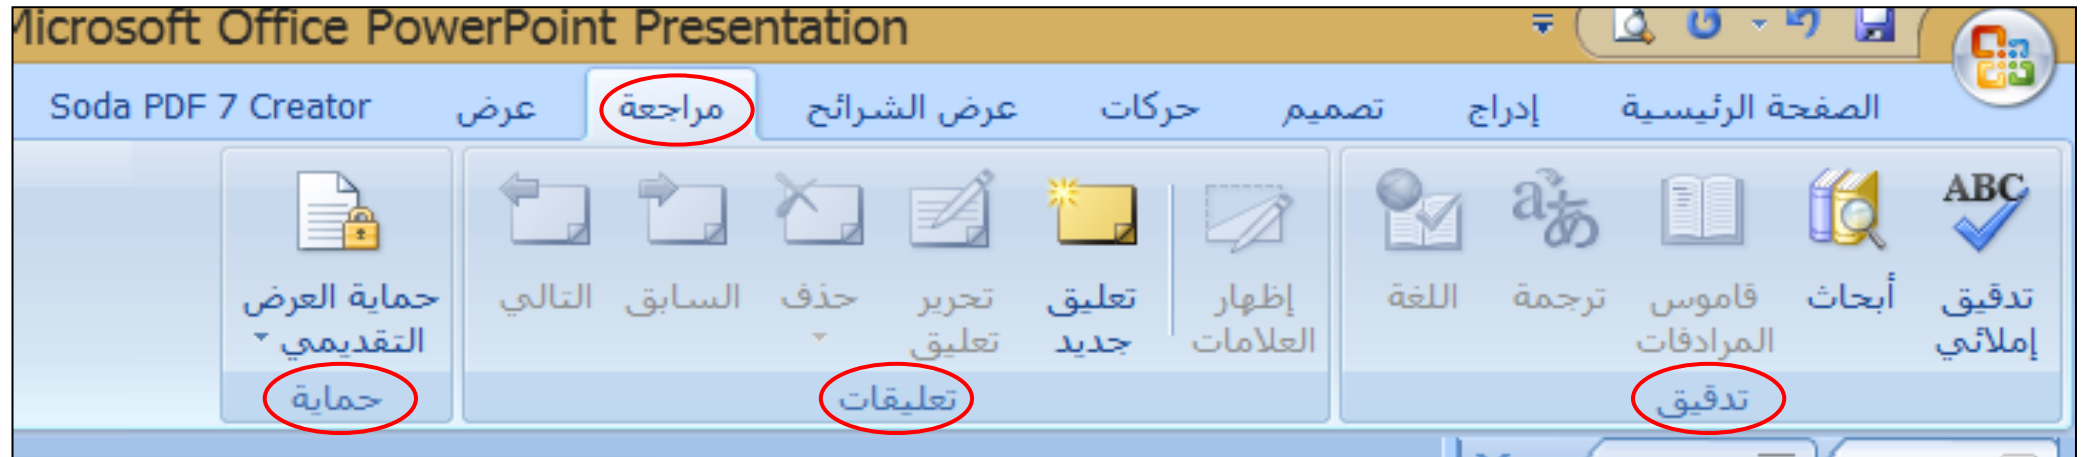 Microsoft Office PowerPoint Presentation
الصفحة الرئيسية إدراج تصميم حركات عرض الشرائح مراجعة عرض Soda PDF 7 Creator
ABC
تدقيق إملائي
أبحاث
قاموس المرادفات
ترجمة
اللغة
إظهار العلامات
تعليق جديد
تحرير تعليق
حذف
السابق
التالي
حماية العرض التقديمي
تدقيق تعليقات حماية